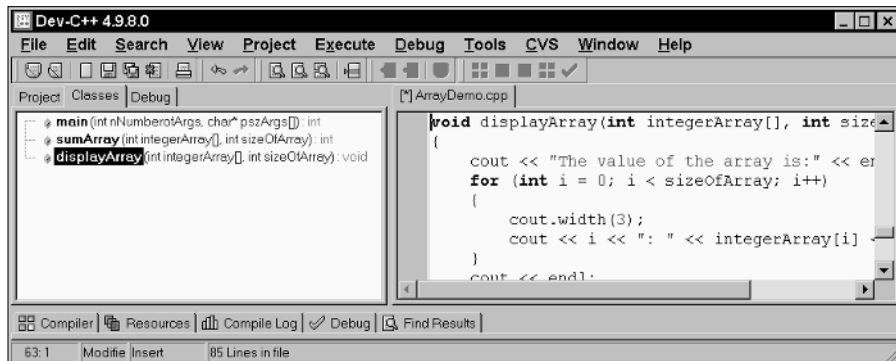 Dev-C++ 4.9.8.0
File Edit Search View Project Execute Debug Tools CVS Window Help
Project Classes Debug
main (int nNumberofArgs, char* pszArgs[]) : int
sumArray (int integerArray[], int sizeOfArray) : int
displayArray (int integerArray[], int sizeOfArray) : void
[*] ArrayDemo.cpp
void displayArray(int integerArray[], int size
{
cout << "The value of the array is:" << en
for (int i = 0; i < sizeOfArray; i++)
{
cout.width(3);
cout << i << ": " << integerArray[i] <
}
cout << endl;
Compiler Resources Compile Log Debug Find Results
63: 1 Modifie Insert 85 Lines in file